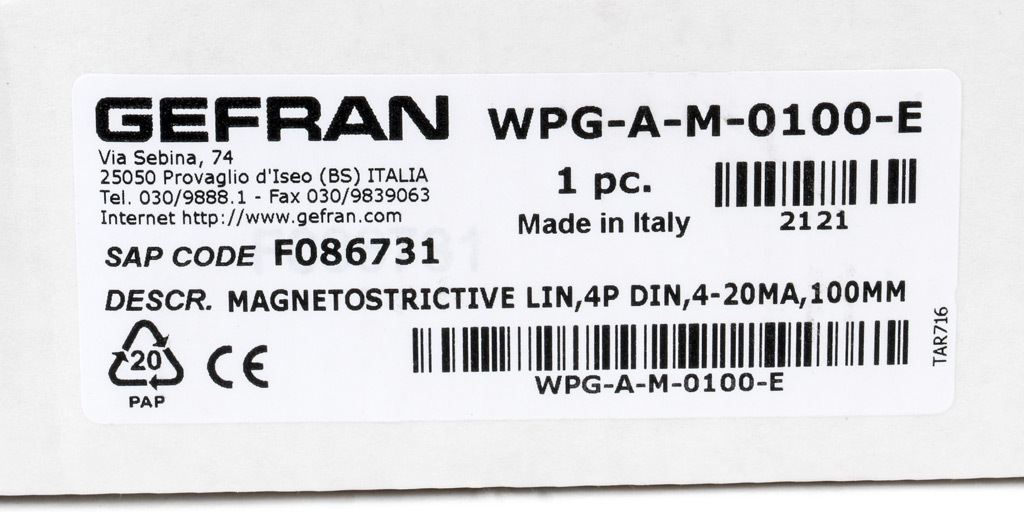 GEFRAN
WPG-A-M-0100-E
Via Sebina, 74
25050 Provaglio d'Iseo (BS) ITALIA
Tel. 030/9888.1 - Fax 030/9839063
Internet http://www.gefran.com
1 pc.
Made in Italy
2121
SAP CODE F086731
DESCR. MAGNETOSTRICTIVE LIN,4P DIN,4-20MA,100MM
20
PAP
CE
WPG-A-M-0100-E
TAR716